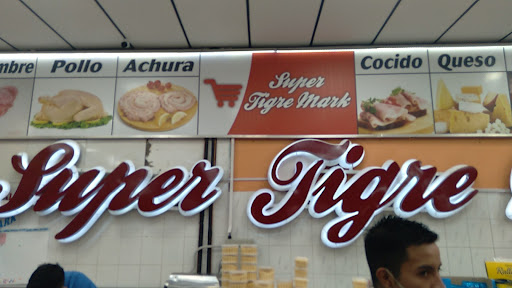 mbre Pollo Achura Super Tigre Mark Cocido Queso
Super Tigre